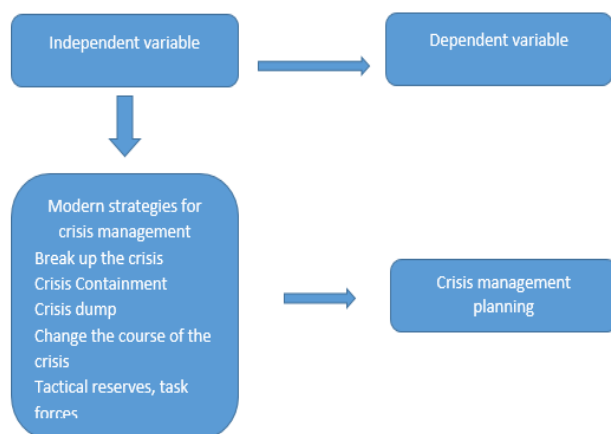 Independent variable
Dependent variable
Modern strategies for
crisis management
Break up the crisis
Crisis Containment
Crisis dump
Change the course of the
crisis
Tactical reserves, task
forces
Crisis management
planning